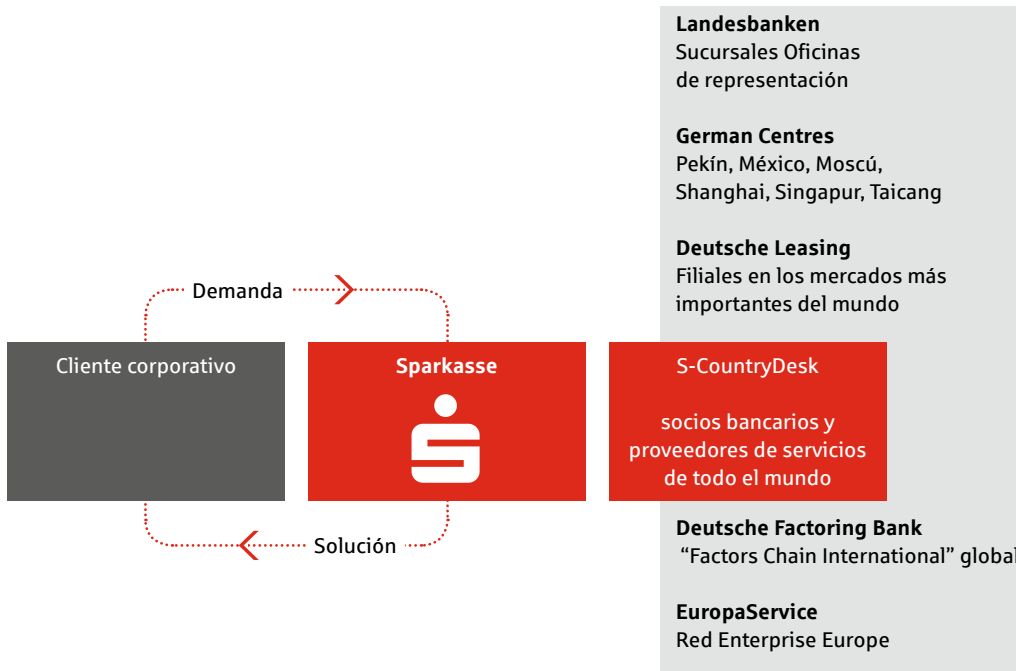 Landesbanken
Sucursales Oficinas
de representación
German Centres
Pekín, México, Moscú,
Shanghai, Singapur, Taicang
Deutsche Leasing
Filiales en los mercados más
importantes del mundo
Demanda
Cliente corporativo
Sparkasse
S-CountryDesk
socios bancarios y
proveedores de servicios
de todo el mundo
Solución
Deutsche Factoring Bank
“Factors Chain International” global
EuropaService
Red Enterprise Europe